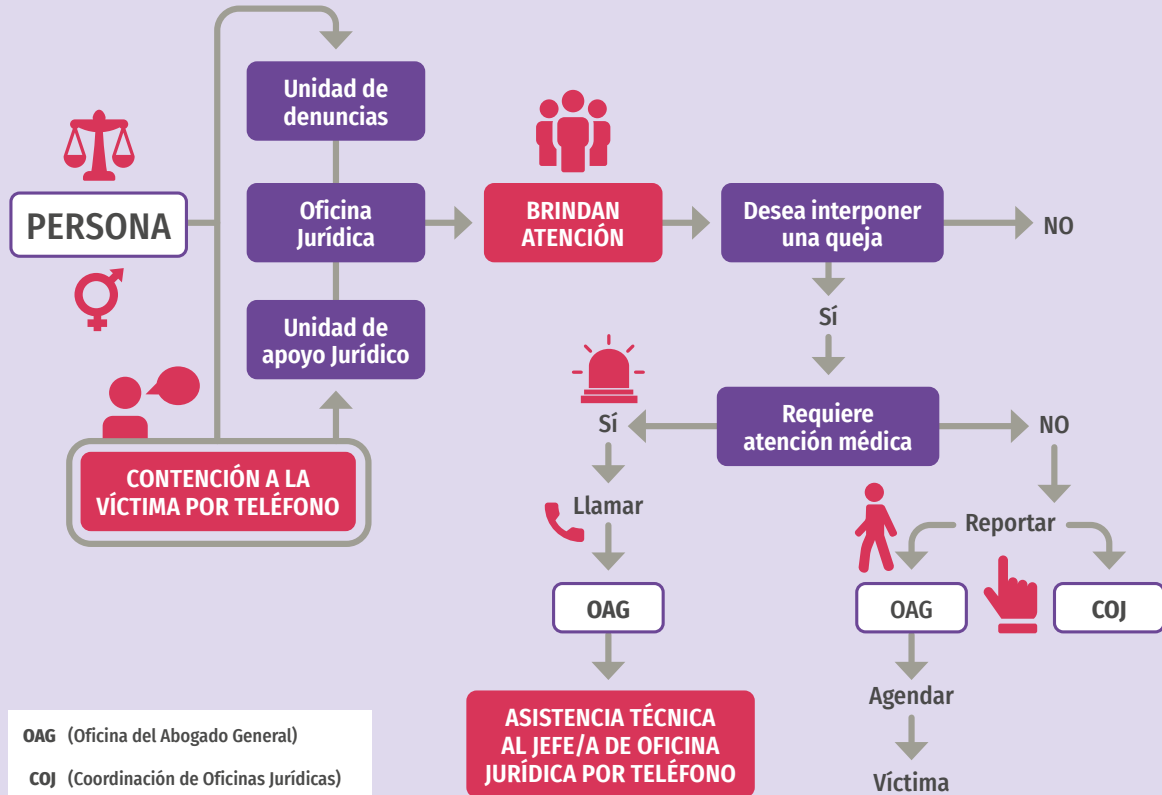 Unidad de
denuncias
PERSONA
Oficina
Jurídica
BRINDAN
ATENCIÓN
Desea interponer
una queja
NO
Unidad de
apoyo Jurídico
Sí
CONTENCIÓN A LA
VÍCTIMA POR TELÉFONO
Requiere
atención médica
Sí
NO
Llamar
Reportar
OAG
OAG
COJ
ASISTENCIA TÉCNICA
AL JEFE/A DE OFICINA
JURÍDICA POR TELÉFONO
Agendar
Víctima
OAG (Oficina del Abogado General)
COJ (Coordinación de Oficinas Jurídicas)